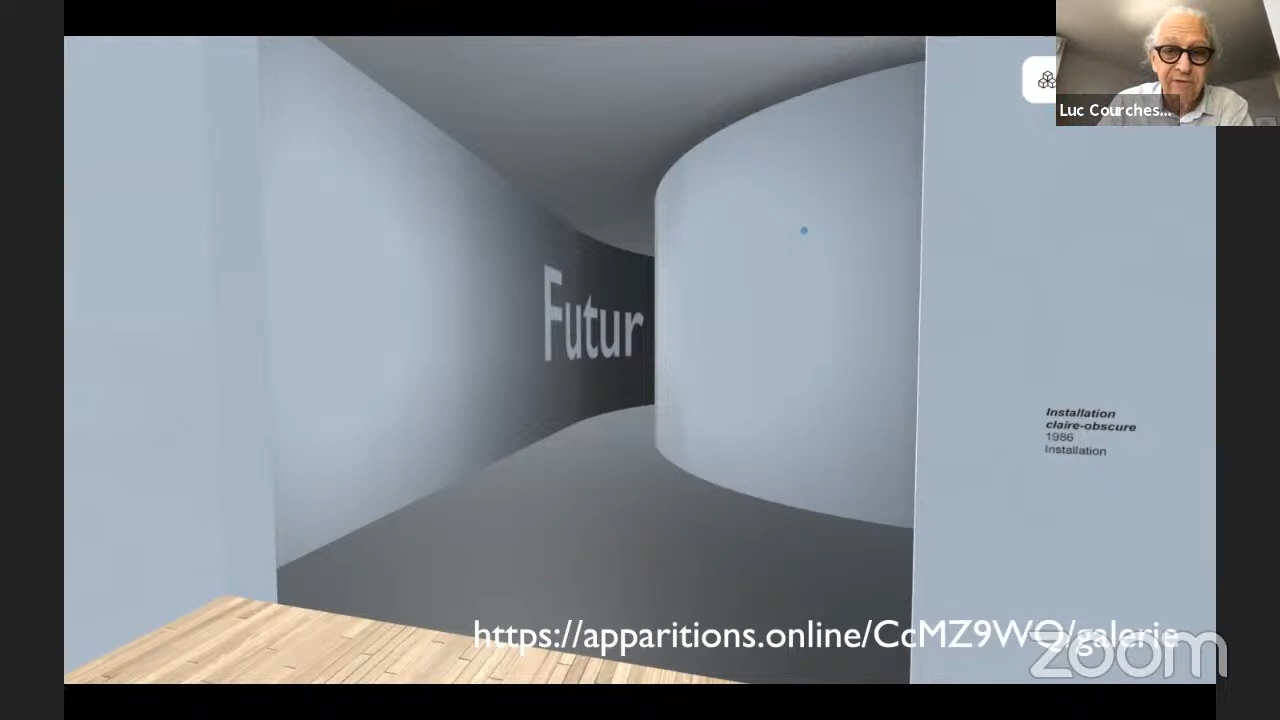 Luc Courches...
Futur
Installation
claire-obscure
1986
Installation
https://apparitions.online/CcMZ9WQ/galerie
zoom